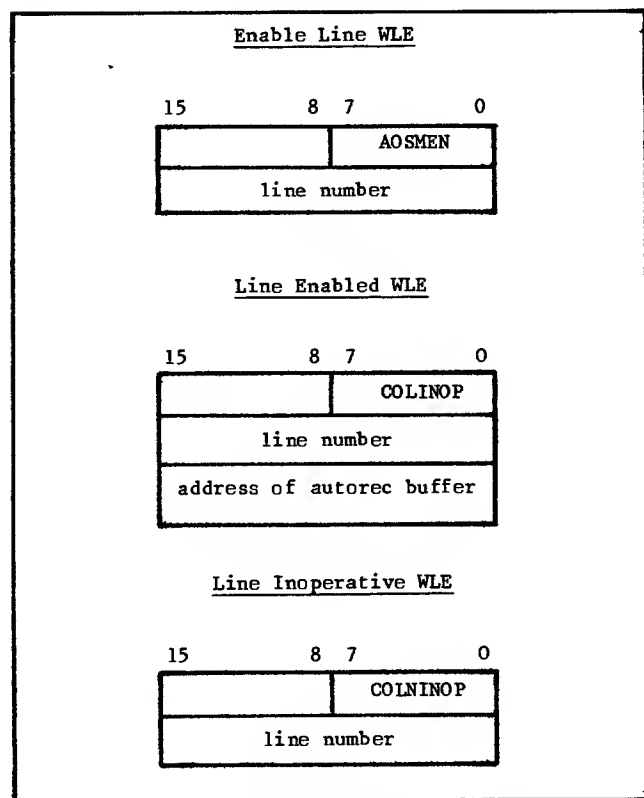 Enable Line WLE
15 8 7 0
AOSMEN
line number
Line Enabled WLE
15 8 7 0
COLINOP
line number
address of autorec buffer
Line Inoperative WLE
15 8 7 0
COLNINOP
line number